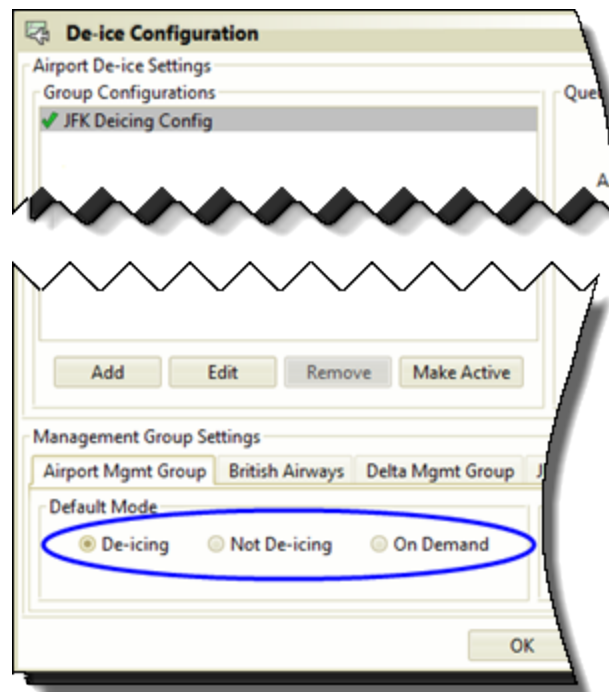 De-ice Configuration
Airport De-ice Settings
Group Configurations
JFK Deicing Config
Add Edit Remove Make Active
Management Group Settings
Airport Mgmt Group British Airways Delta Mgmt Group
Default Mode
De-icing Not De-icing On Demand
OK